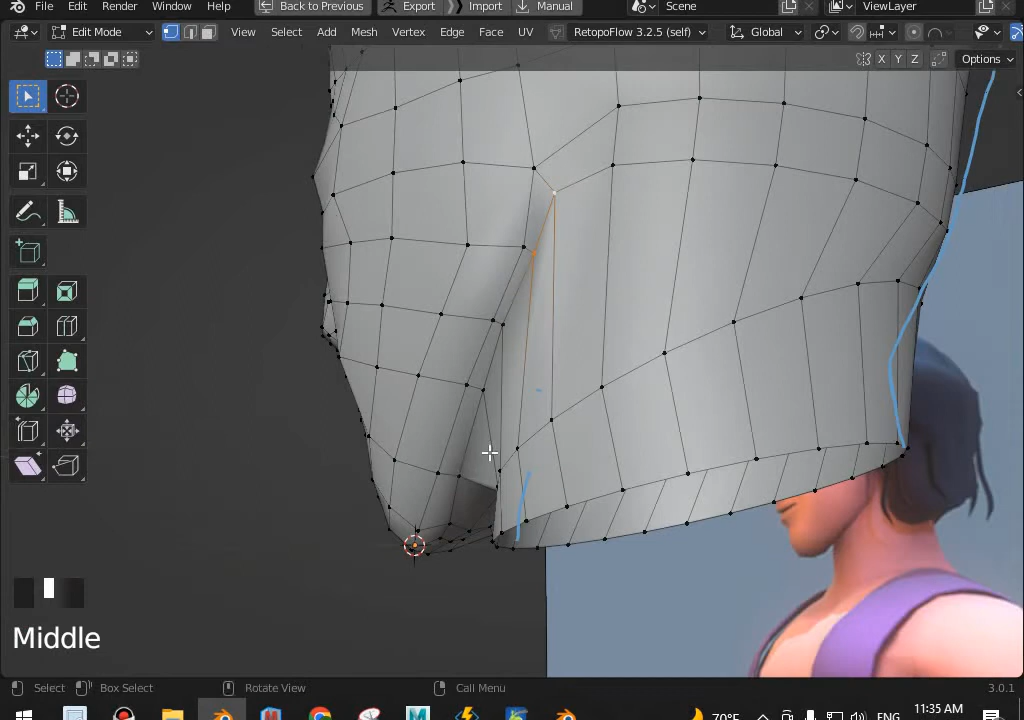 File Edit Render Window Help Back to Previous Export Import Manual Scene ViewLayer
Edit Mode View Select Add Mesh Vertex Edge Face UV RetopoFlow 3.2.5 (self) Global
X Y Z Options
Middle
Select Box Select Rotate View Call Menu 3.0.1
70°F ENG 11:35 AM